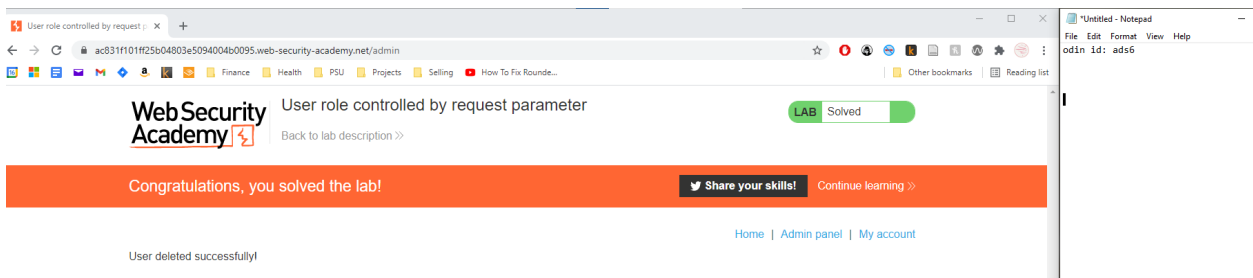 User role controlled by request p
ac831f101ff25b04803e5094004b0095.web-security-academy.net/admin
Finance
Health
PSU
Projects
Selling
How To Fix Rounde...
Other bookmarks
Reading list
WebSecurity
Academy
User role controlled by request parameter
Back to lab description
LAB Solved
Congratulations, you solved the lab!
Share your skills!
Continue learning
Home | Admin panel | My account
User deleted successfully!
*Untitled - Notepad
File Edit Format View Help
odin id: ads6